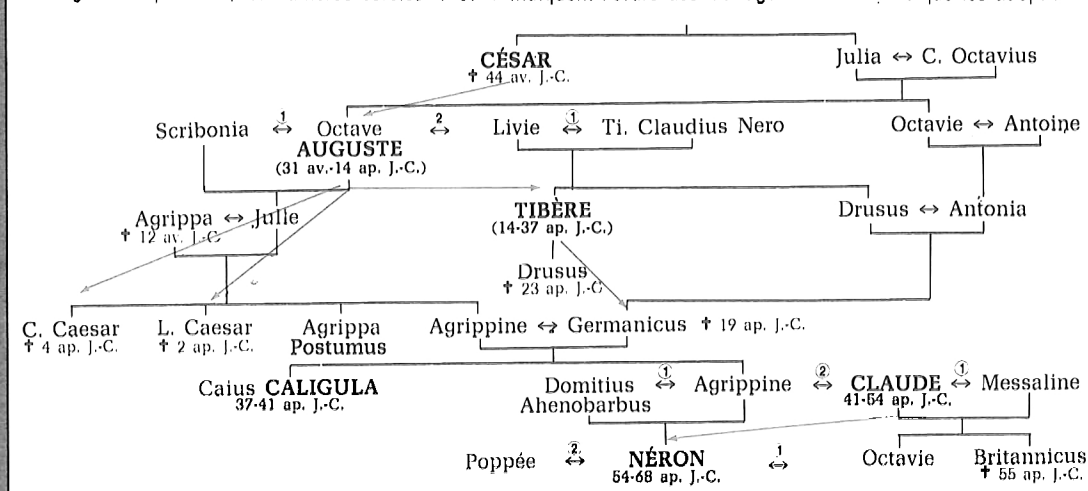 CÉSAR
† 44 av. J.-C.
Julia ↔ C. Octavius
Scribonia 1 ↔ Octave 2 ↔ Livie 1 ↔ Ti. Claudius Nero
Octavie ↔ Antoine
AUGUSTE
(31 av.-14 ap. J.-C.)
Agrippa ↔ Julie
† 12 av. J.-C
TIBÈRE
(14-37 ap. J.-C.)
Drusus ↔ Antonia
Drusus
† 23 ap. J.-C
C. Caesar
† 4 ap. J.-C.
L. Caesar
† 2 ap. J.-C.
Agrippa
Postumus
Agrippine ↔ Germanicus † 19 ap. J.-C.
Caius CALIGULA
37-41 ap. J.-C.
Domitius 1 ↔ Agrippine 2 ↔ CLAUDE 1 ↔ Messaline
Ahenobarbus
41-54 ap. J.-C.
Poppée 2 ↔ NÉRON 1 ↔ Octavie
54-68 ap. J.-C.
Britannicus
† 55 ap. J.-C.